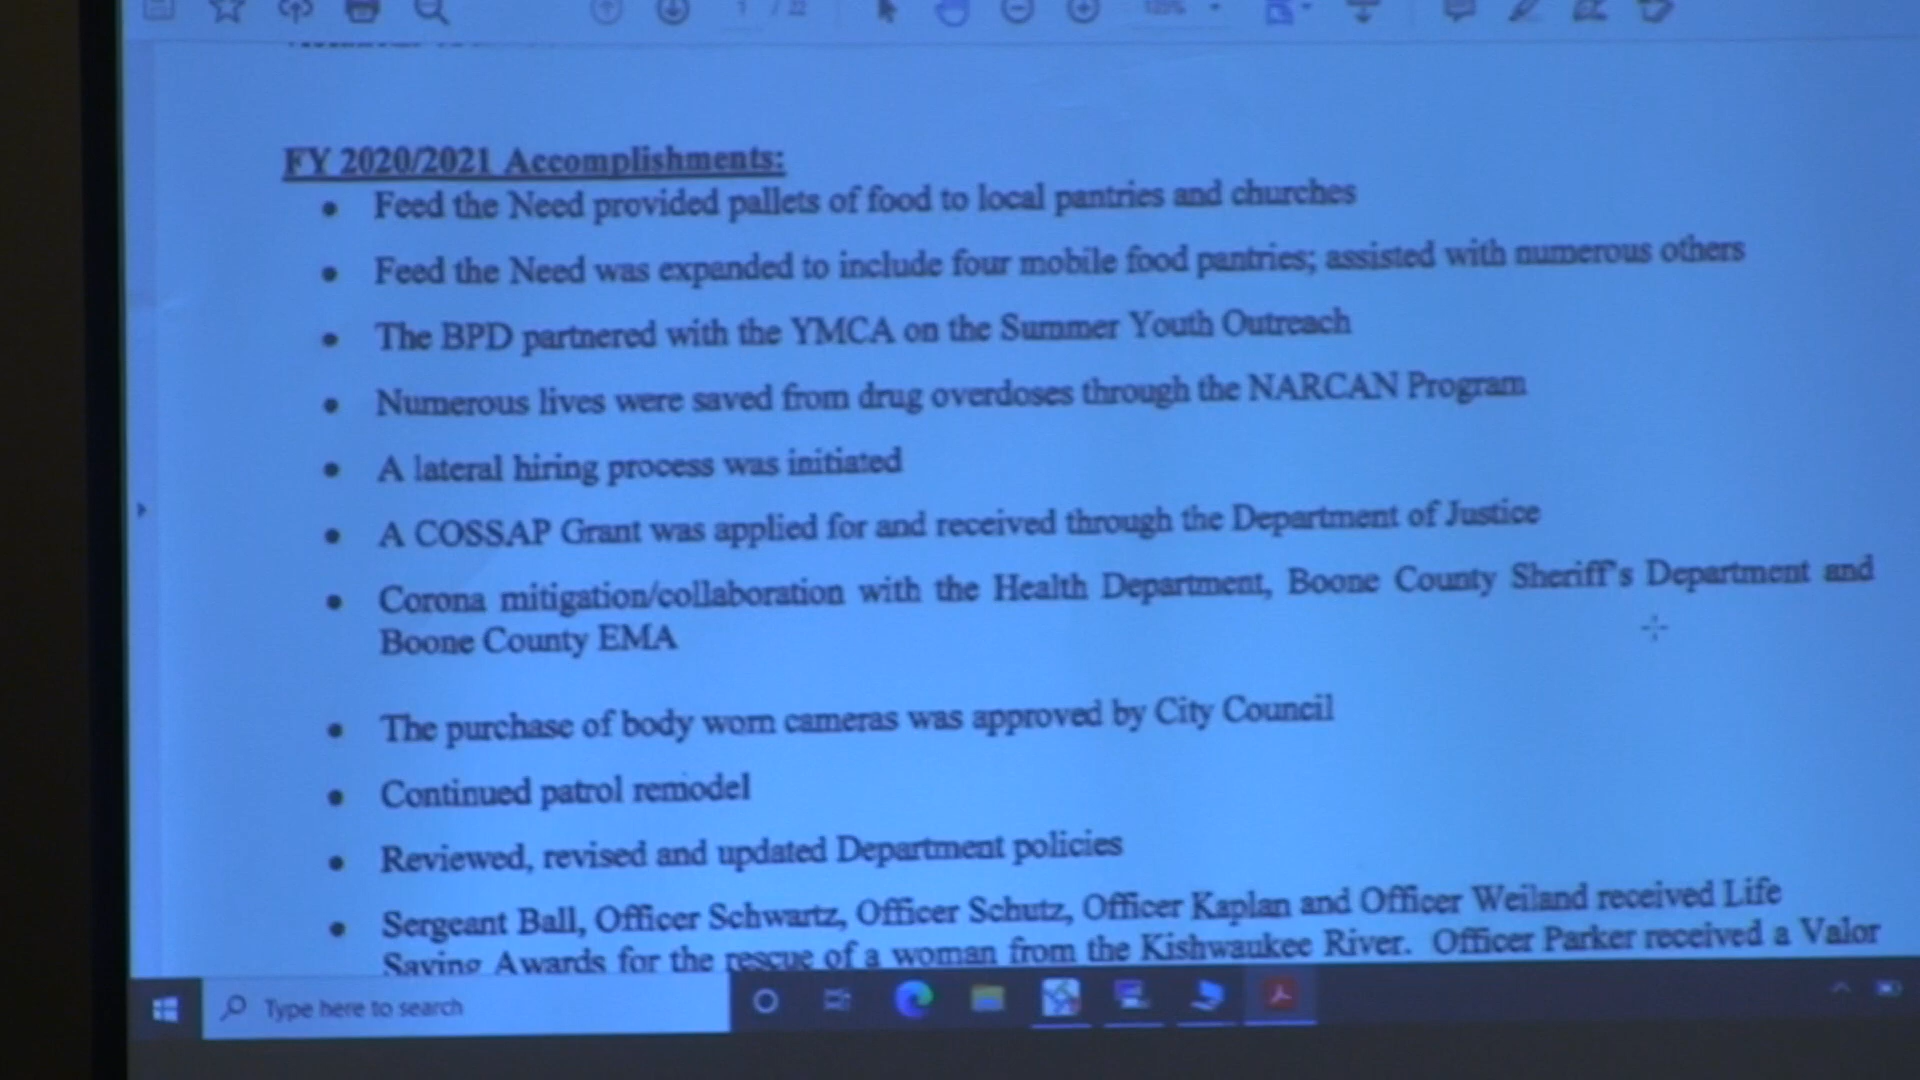 FY 2020/2021 Accomplishments:
• Feed the Need provided pallets of food to local pantries and churches
• Feed the Need was expanded to include four mobile food pantries; assisted with numerous others
• The BPD partnered with the YMCA on the Summer Youth Outreach
• Numerous lives were saved from drug overdoses through the NARCAN Program
• A lateral hiring process was initiated
• A COSSAP Grant was applied for and received through the Department of Justice
• Corona mitigation/collaboration with the Health Department, Boone County Sheriff's Department and
Boone County EMA
• The purchase of body worn cameras was approved by City Council
• Continued patrol remodel
• Reviewed, revised and updated Department policies
• Sergeant Ball, Officer Schwartz, Officer Schutz, Officer Kaplan and Officer Weiland received Life
Saving Awards for the rescue of a woman from the Kishwaukee River. Officer Parker received a Valor
Type here to search